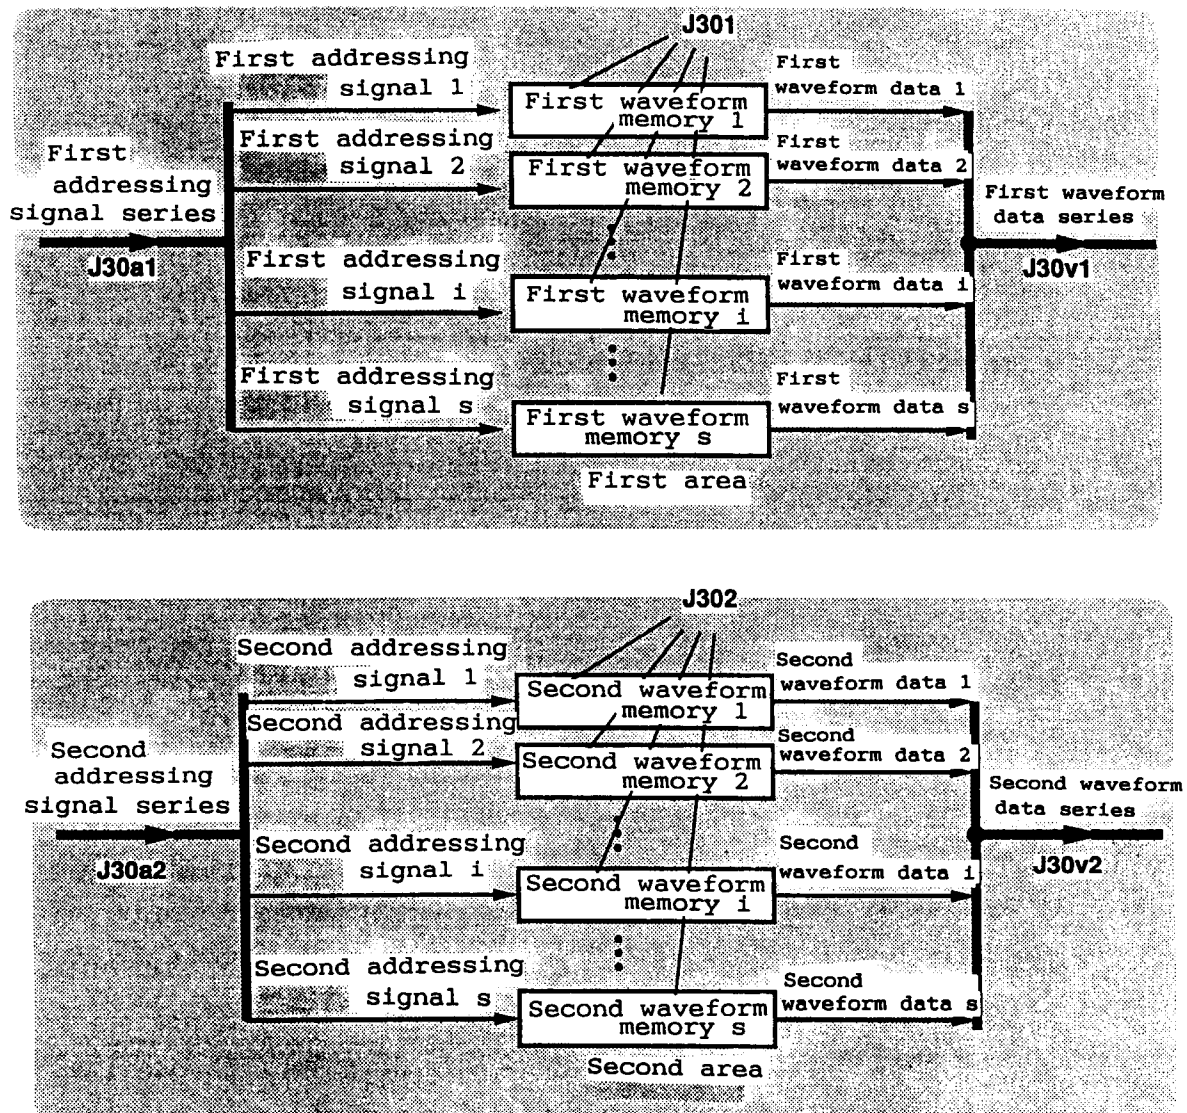 J301
First addressing
signal 1
First
waveform data 1
First waveform
memory 1
First addressing
signal 2
First
waveform data 2
First waveform
memory 2
First
addressing
signal series
J30a1
First waveform
data series
J30v1
First addressing
signal i
First
waveform data i
First waveform
memory i
First addressing
signal s
First
waveform data s
First waveform
memory s
First area
J302
Second addressing
signal 1
Second
waveform data 1
Second waveform
memory 1
Second addressing
signal 2
Second
waveform data 2
Second waveform
memory 2
Second
addressing
signal series
J30a2
Second waveform
data series
J30v2
Second addressing
signal i
Second
waveform data i
Second waveform
memory i
Second addressing
signal s
Second
waveform data s
Second waveform
memory s
Second area